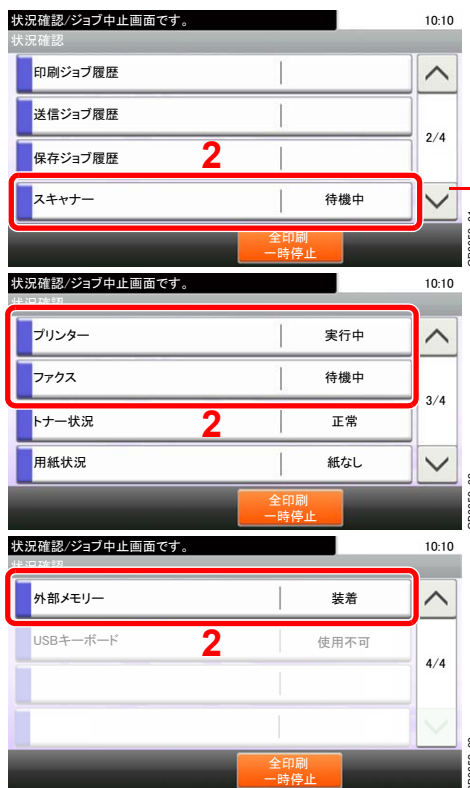 状況確認/ジョブ中止画面です。 10:10
状況確認
印刷ジョブ履歴
送信ジョブ履歴
2/4
保存ジョブ履歴
2
スキャナー 待機中
全印刷
一時停止
状況確認/ジョブ中止画面です。 10:10
状況確認
プリンター 実行中
ファクス 待機中
3/4
トナー状況 正常
2
用紙状況 紙なし
全印刷
一時停止
状況確認/ジョブ中止画面です。 10:10
状況確認
外部メモリー 装着
USBキーボード 使用不可
2
4/4
全印刷
一時停止